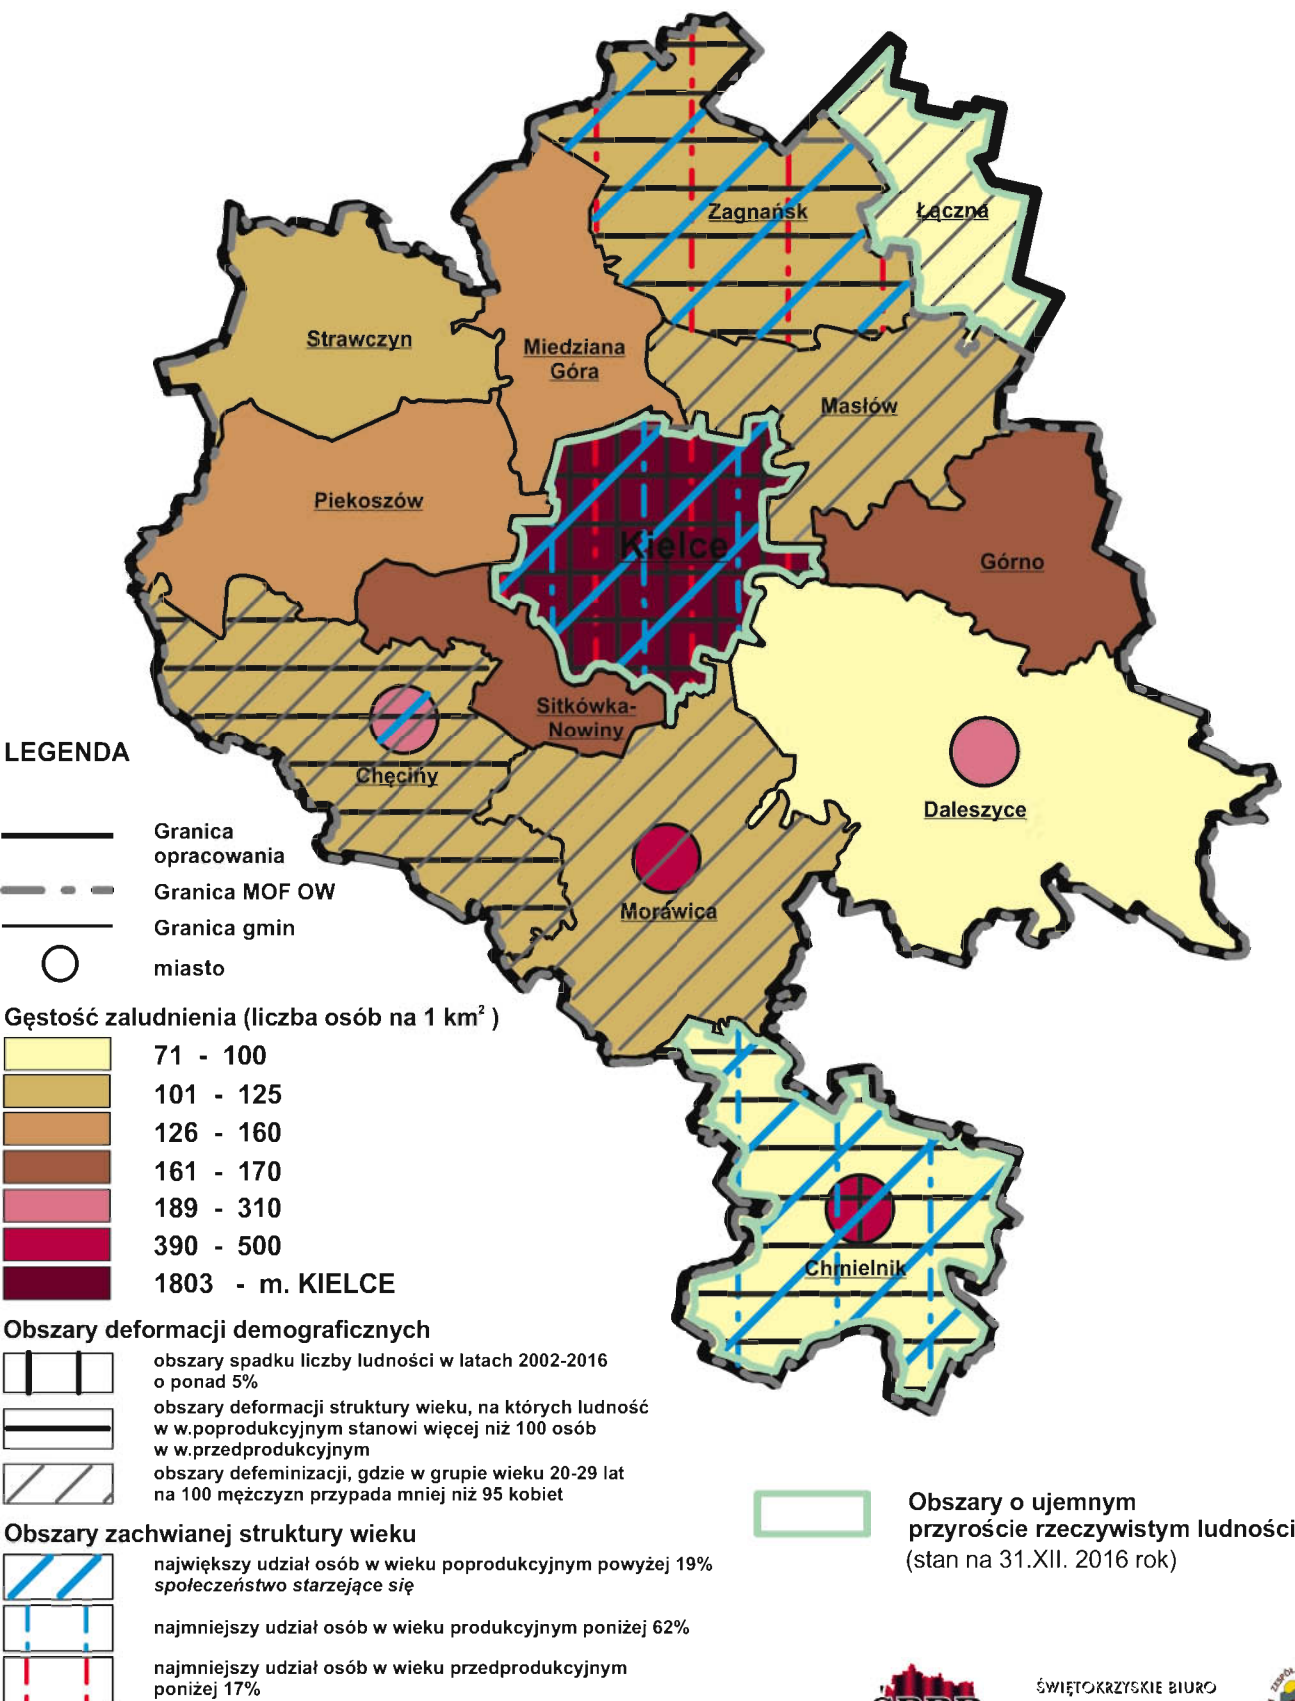 Zagnańsk
Łączna
Strawczyn
Miedziana
Góra
Masłów
Piekoszów
Kielce
Górno
Sitkówka-
Nowiny
Chęciny
Daleszyce
Morawica
Chmielnik
LEGENDA
Granica
opracowania
Granica MOF OW
Granica gmin
miasto
Gęstość zaludnienia (liczba osób na 1 km² )
71 - 100
101 - 125
126 - 160
161 - 170
189 - 310
390 - 500
1803 - m. KIELCE
Obszary deformacji demograficznych
obszary spadku liczby ludności w latach 2002-2016
o ponad 5%
obszary deformacji struktury wieku, na których ludność
w w.poprodukcyjnym stanowi więcej niż 100 osób
w w.przedprodukcyjnym
obszary defeminizacji, gdzie w grupie wieku 20-29 lat
na 100 mężczyzn przypada mniej niż 95 kobiet
Obszary zachwianej struktury wieku
największy udział osób w wieku poprodukcyjnym powyżej 19%
społeczeństwo starzejące się
najmniejszy udział osób w wieku produkcyjnym poniżej 62%
najmniejszy udział osób w wieku przedprodukcyjnym
poniżej 17%
Obszary o ujemnym
przyroście rzeczywistym ludności
(stan na 31.XII. 2016 rok)
ŚWIĘTOKRZYSKIE BIURO
ZESPÓŁ